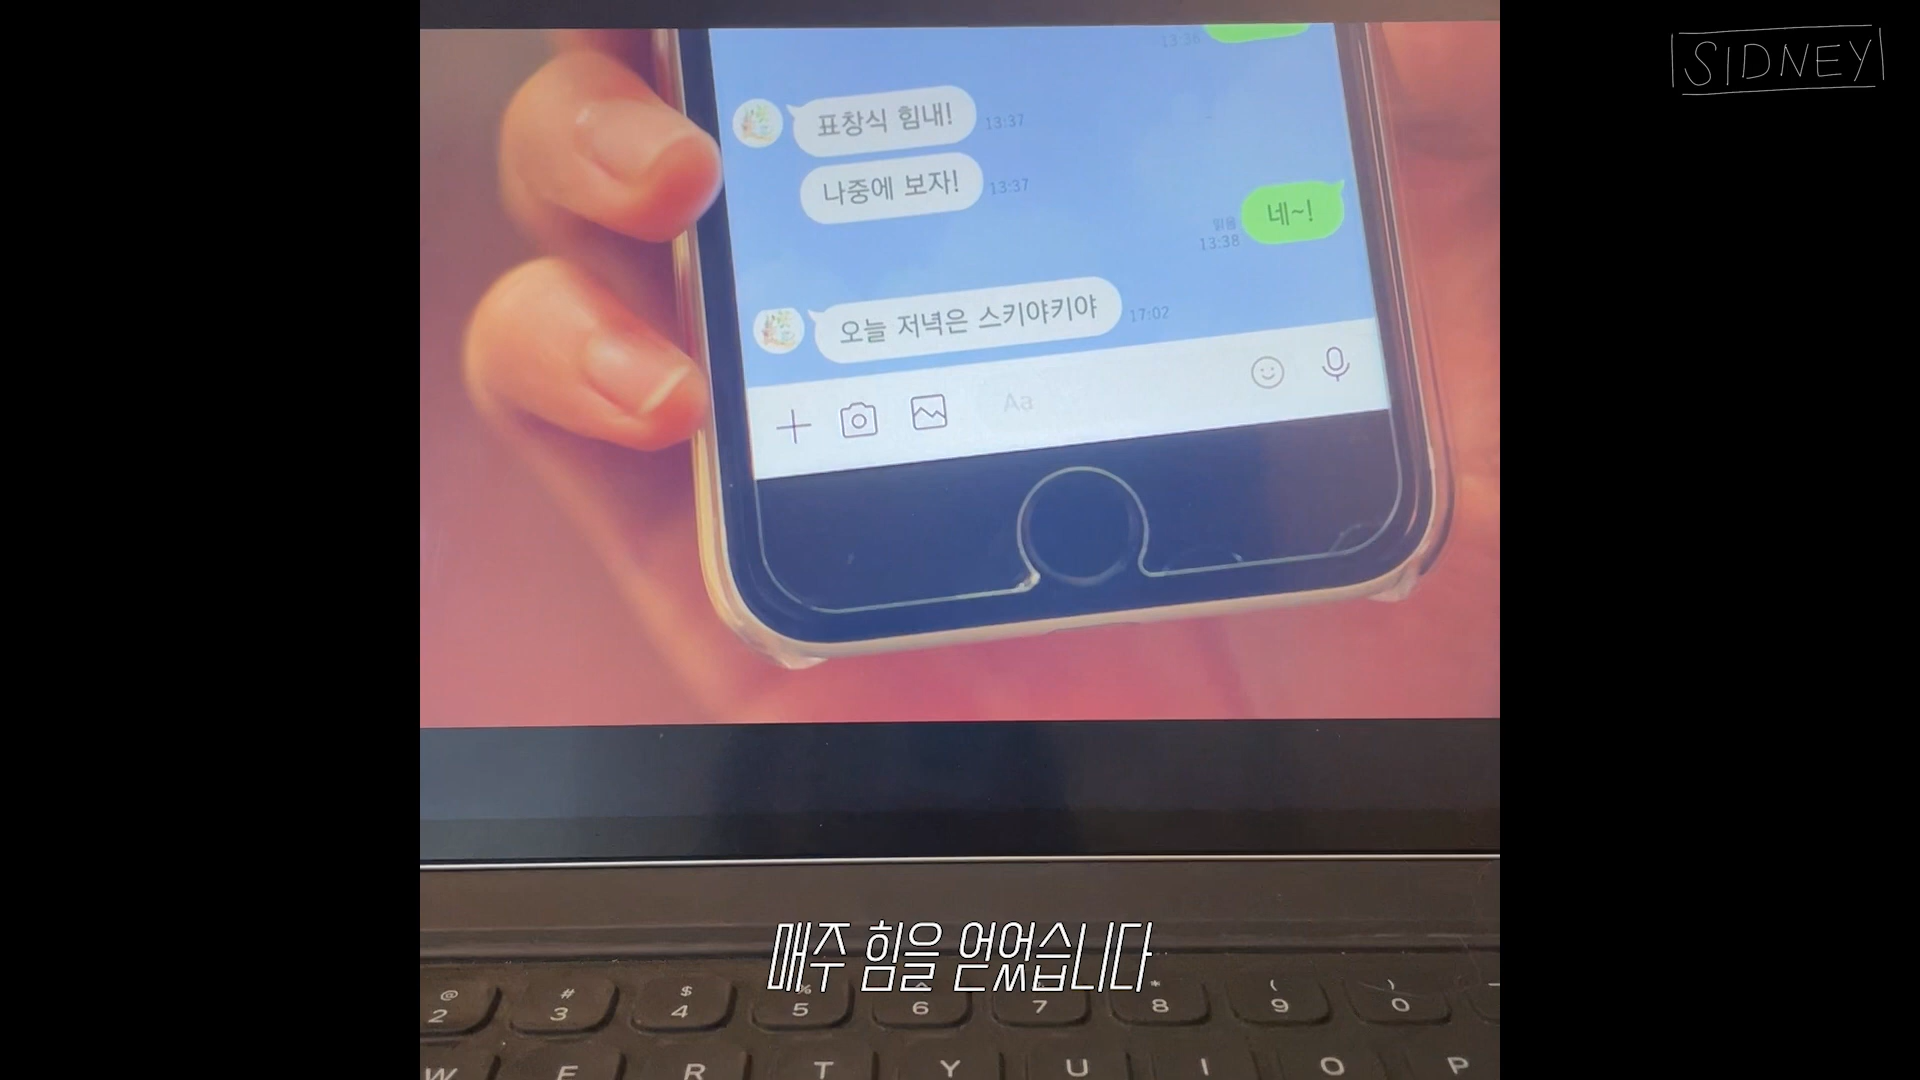 SIDNEY
13:36
표창식 힘내!
13:37
나중에 보자!
13:37
네~!
읽음
13:38
오늘 저녁은 스키야키야
17:02
Aa
매주 힘을 얻었습니다
@ # $ % ^ * ( )
2 3 4 5 6 7 8 9 0
W E R T Y U I O P